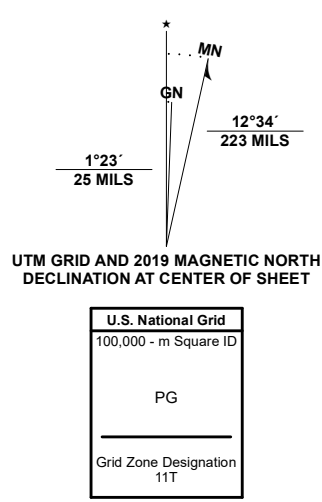 ★
MN
GN
12°34´
223 MILS
1°23´
25 MILS
UTM GRID AND 2019 MAGNETIC NORTH
DECLINATION AT CENTER OF SHEET
U.S. National Grid
100,000 - m Square ID
PG
Grid Zone Designation
11T